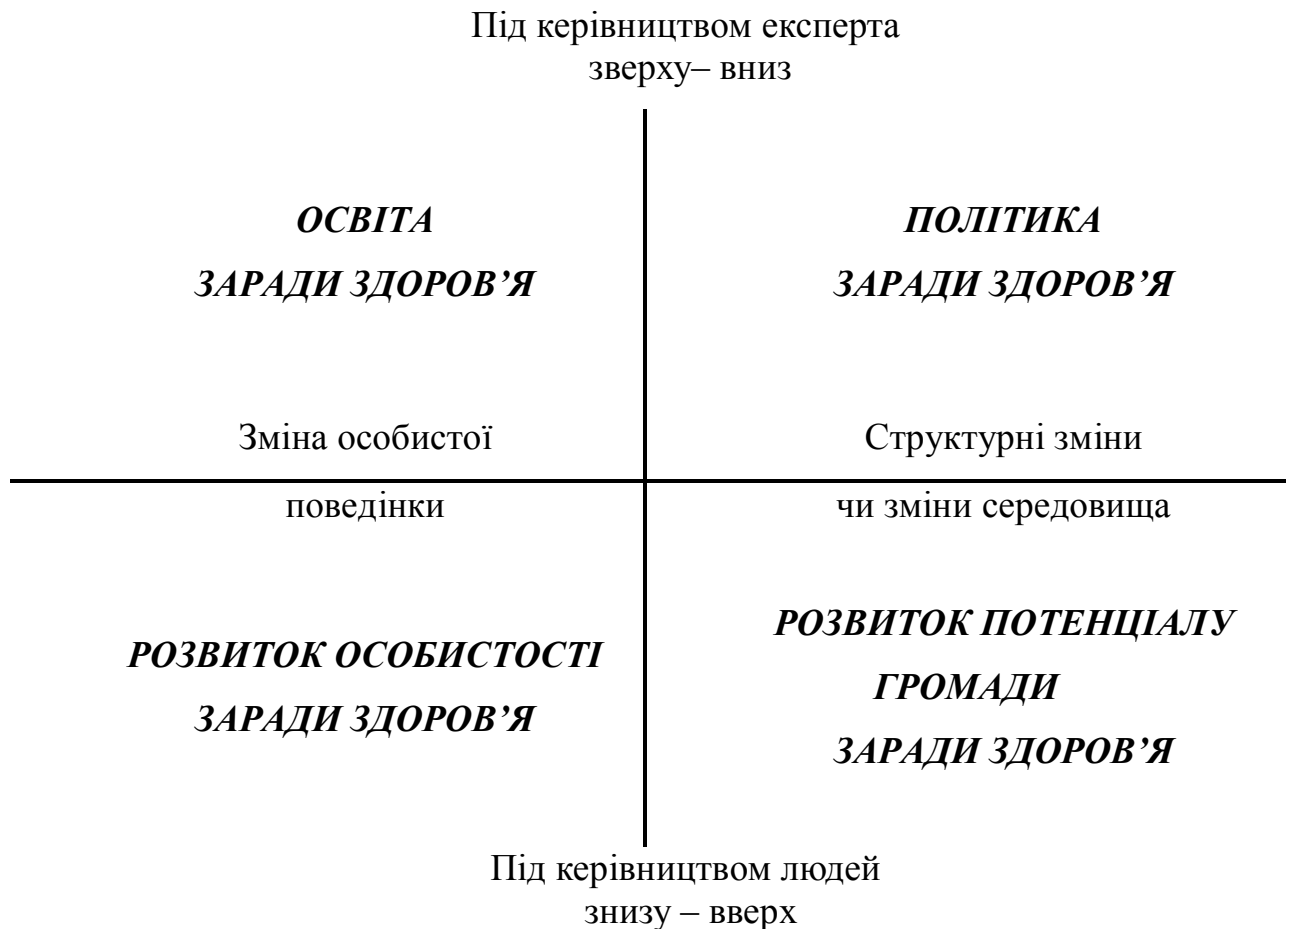 Під керівництвом експерта
зверху– вниз
ОСВІТА
ЗАРАДИ ЗДОРОВ’Я
ПОЛІТИКА
ЗАРАДИ ЗДОРОВ’Я
Зміна особистої
поведінки
Структурні зміни
чи зміни середовища
РОЗВИТОК ОСОБИСТОСТІ
ЗАРАДИ ЗДОРОВ’Я
РОЗВИТОК ПОТЕНЦІАЛУ
ГРОМАДИ
ЗАРАДИ ЗДОРОВ’Я
Під керівництвом людей
знизу – вверх